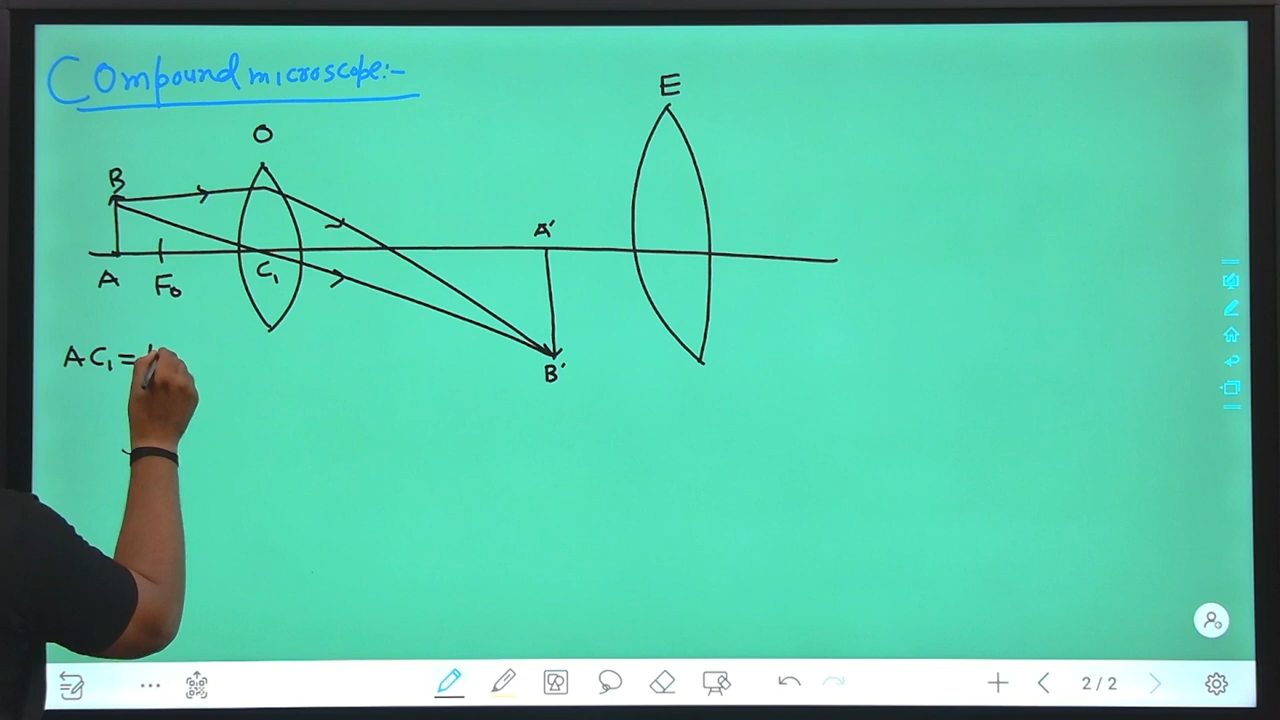 Compound microscope:-
E
O
B
A'
A
F₀
C₁
AC₁ =
B'
2/2